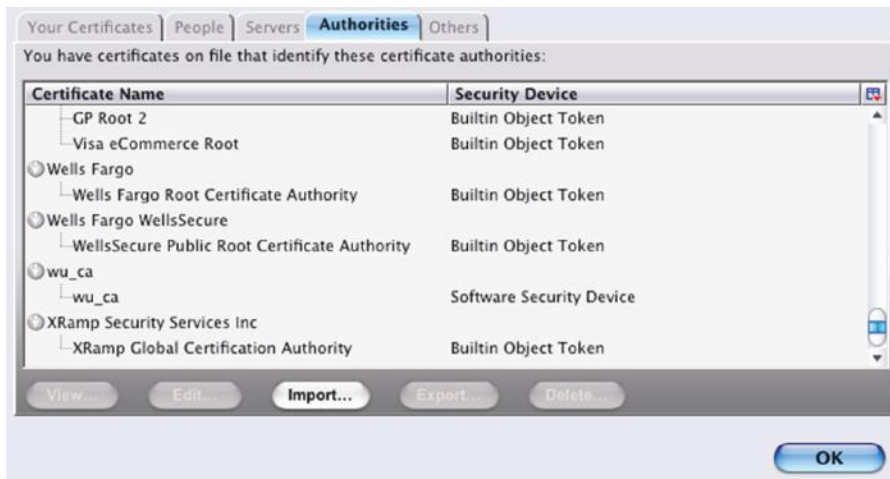 Your Certificates People Servers Authorities Others
You have certificates on file that identify these certificate authorities:
Certificate Name Security Device
GP Root 2 Builtin Object Token
Visa eCommerce Root Builtin Object Token
Wells Fargo
Wells Fargo Root Certificate Authority Builtin Object Token
Wells Fargo WellsSecure
WellsSecure Public Root Certificate Authority Builtin Object Token
wu_ca
wu_ca Software Security Device
XRamp Security Services Inc
XRamp Global Certification Authority Builtin Object Token
View... Edit... Import... Export... Delete...
OK